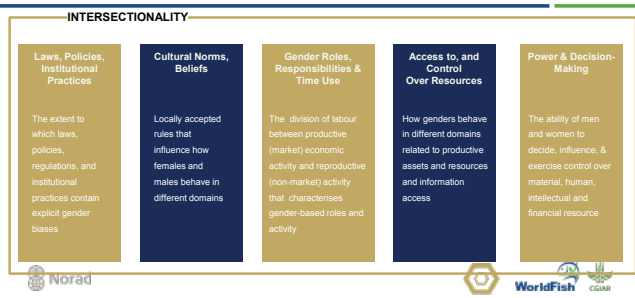 INTERSECTIONALITY
Laws, Policies,
Institutional
Practices
The extent to
which laws,
policies,
regulations, and
institutional
practices contain
explicit gender
biases
Cultural Norms,
Beliefs
Locally accepted
rules that
influence how
females and
males behave in
different domains
Gender Roles,
Responsibilities &
Time Use
The division of labour
between productive
(market) economic
activity and reproductive
(non-market) activity
that characterises
gender-based roles and
activity
Access to, and
Control
Over Resources
How genders behave
in different domains
related to productive
assets and resources
and information
access
Power & Decision-
Making
The ability of men
and women to
decide, influence, &
exercise control over
material, human,
intellectual and
financial resource
Norad
WorldFish
CGIAR